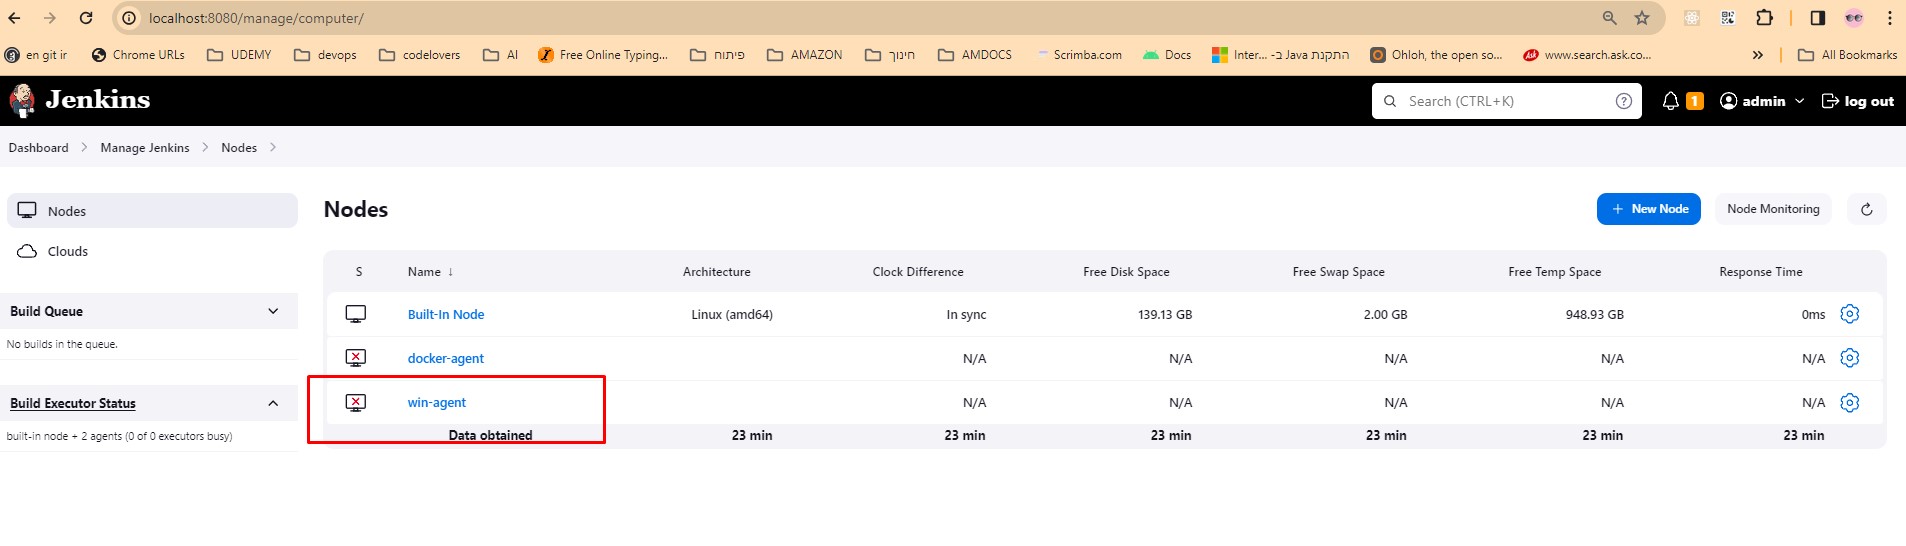 localhost:8080/manage/computer/
en git ir Chrome URLs UDEMY devops codelovers AI Free Online Typing... פיתוח AMAZON חינוך AMDOCS Scrimba.com Docs Inter... -התקנת Java ב Ohloh, the open so... www.search.ask.co... » All Bookmarks
Jenkins Search (CTRL+K) ? 1 admin log out
Dashboard Manage Jenkins Nodes
Nodes
Clouds
Build Queue
No builds in the queue.
Build Executor Status
built-in node + 2 agents (0 of 0 executors busy)
Nodes + New Node Node Monitoring
S Name ↓ Architecture Clock Difference Free Disk Space Free Swap Space Free Temp Space Response Time
Built-In Node Linux (amd64) In sync 139.13 GB 2.00 GB 948.93 GB 0ms
docker-agent N/A N/A N/A N/A N/A
win-agent N/A N/A N/A N/A N/A
Data obtained 23 min 23 min 23 min 23 min 23 min 23 min